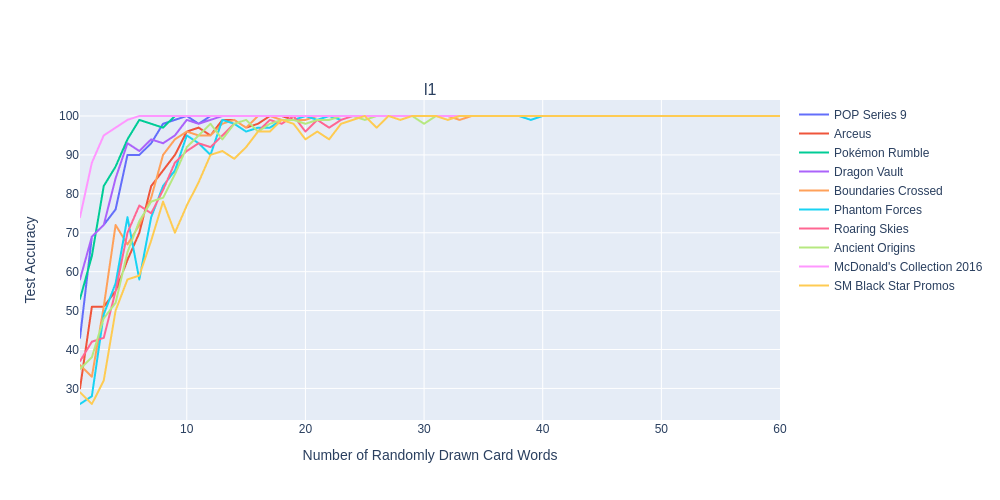 l1
100
90
80
70
60
50
40
30
Test Accuracy
10
20
30
40
50
60
Number of Randomly Drawn Card Words
POP Series 9
Arceus
Pokémon Rumble
Dragon Vault
Boundaries Crossed
Phantom Forces
Roaring Skies
Ancient Origins
McDonald's Collection 2016
SM Black Star Promos